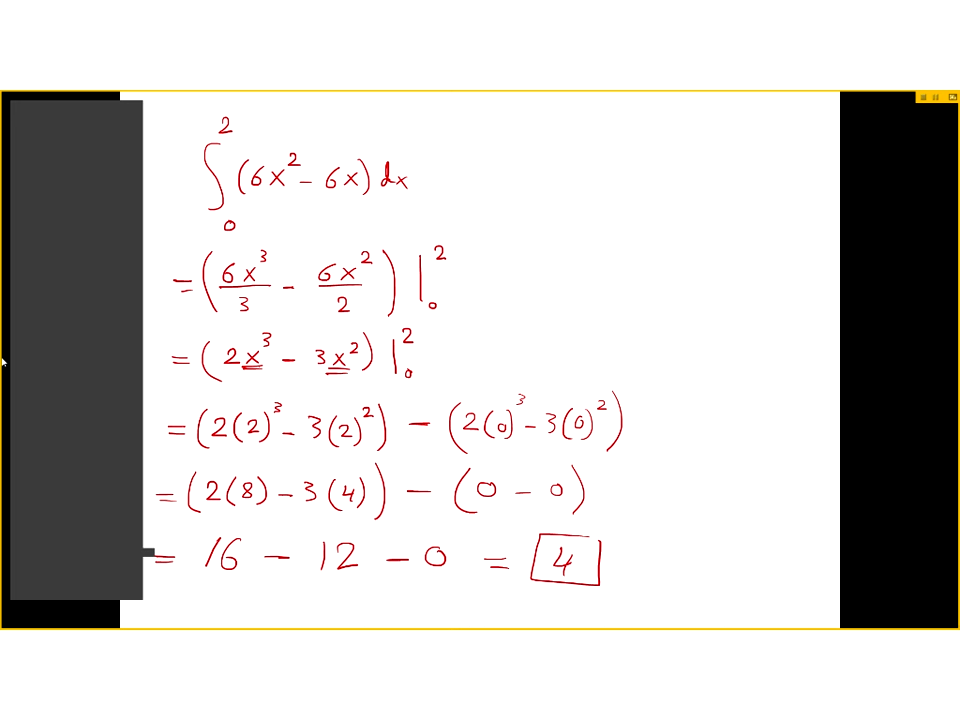 ∫₀² (6x² - 6x) dx
= (6x³/3 - 6x²/2) |₀²
= (2x³ - 3x²) |₀²
= (2(2)³ - 3(2)²) - (2(0)³ - 3(0)²)
= (2(8) - 3(4)) - (0 - 0)
= 16 - 12 - 0 = 4